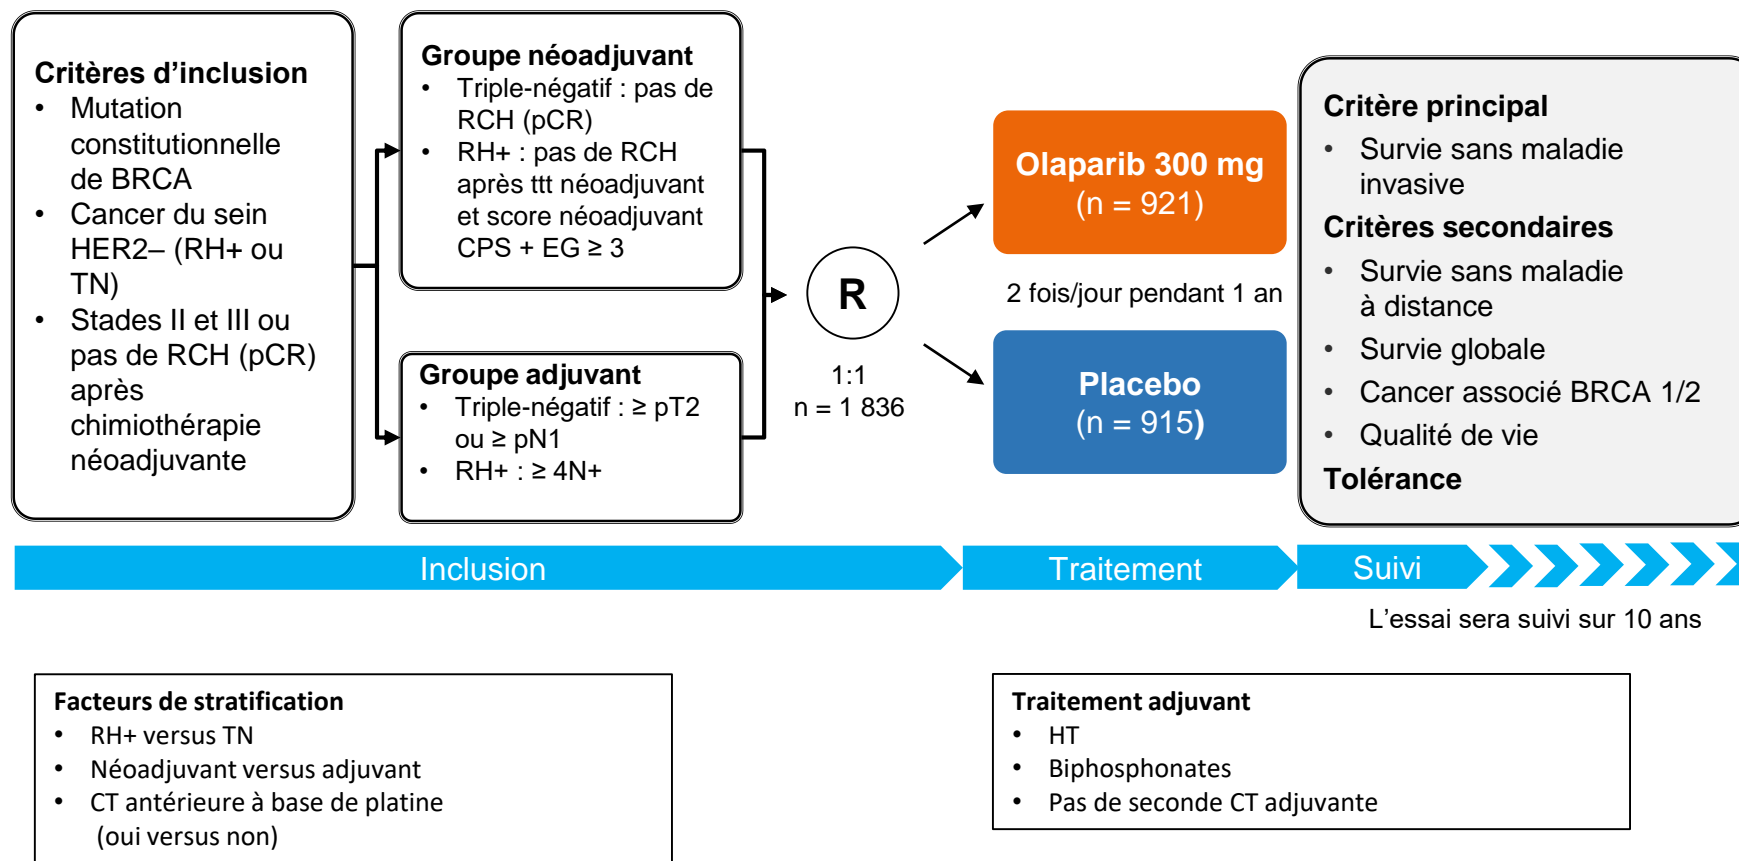 Critères d’inclusion
• Mutation
constitutionnelle
de BRCA
• Cancer du sein
HER2– (RH+ ou
TN)
• Stades II et III ou
pas de RCH (pCR)
après
chimiothérapie
néoadjuvante
Groupe néoadjuvant
• Triple-négatif : pas de
RCH (pCR)
• RH+ : pas de RCH
après ttt néoadjuvant
et score néoadjuvant
CPS + EG ≥ 3
Groupe adjuvant
• Triple-négatif : ≥ pT2
ou ≥ pN1
• RH+ : ≥ 4N+
R
1:1
n = 1 836
Olaparib 300 mg
(n = 921)
2 fois/jour pendant 1 an
Placebo
(n = 915)
Critère principal
• Survie sans maladie
invasive
Critères secondaires
• Survie sans maladie
à distance
• Survie globale
• Cancer associé BRCA 1/2
• Qualité de vie
Tolérance
Inclusion
Traitement
Suivi
L’essai sera suivi sur 10 ans
Facteurs de stratification
• RH+ versus TN
• Néoadjuvant versus adjuvant
• CT antérieure à base de platine
(oui versus non)
Traitement adjuvant
• HT
• Biphosphonates
• Pas de seconde CT adjuvante